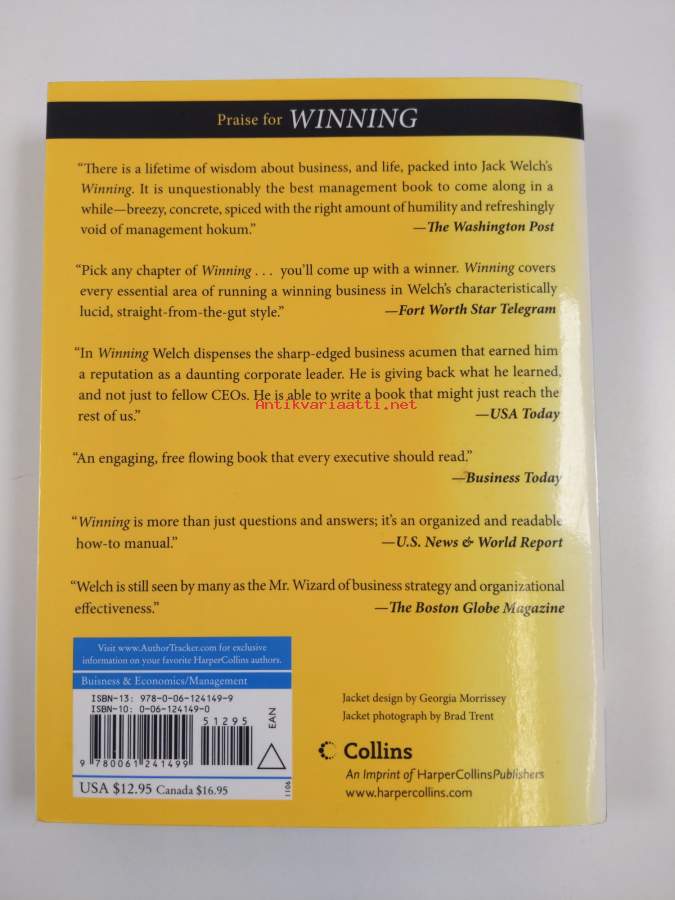 Praise for WINNING
“There is a lifetime of wisdom about business, and life, packed into Jack Welch’s
Winning. It is unquestionably the best management book to come along in a
while—breezy, concrete, spiced with the right amount of humility and refreshingly
void of management hokum.” —The Washington Post
“Pick any chapter of Winning . . . you’ll come up with a winner. Winning covers
every essential area of running a winning business in Welch’s characteristically
lucid, straight-from-the-gut style.” —Fort Worth Star Telegram
“In Winning Welch dispenses the sharp-edged business acumen that earned him
a reputation as a daunting corporate leader. He is giving back what he learned,
and not just to fellow CEOs. He is able to write a book that might just reach the
Antikvariaatti.net
rest of us.” —USA Today
“An engaging, free flowing book that every executive should read.”
—Business Today
“Winning is more than just questions and answers; it’s an organized and readable
how-to manual.” —U.S. News & World Report
“Welch is still seen by many as the Mr. Wizard of business strategy and organizational
effectiveness.” —The Boston Globe Magazine
Visit www.AuthorTracker.com for exclusive
information on your favorite HarperCollins authors.
Buisness & Economics/Management
ISBN-13: 978-0-06-124149-9
ISBN-10: 0-06-124149-0
51295
EAN
9 780061 241499
1106
USA $12.95 Canada $16.95
Jacket design by Georgia Morrissey
Jacket photograph by Brad Trent
Collins
An Imprint of HarperCollinsPublishers
www.harpercollins.com